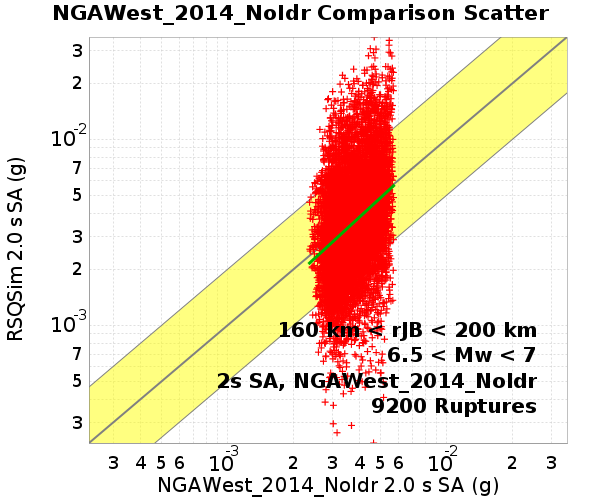 NGAWest_2014_NoIdr Comparison Scatter
RSQSim 2.0 s SA (g)
3
2
10-2
7
5
3
2
10-3
7
5
3
160 km < rJB < 200 km
6.5 < Mw < 7
2s SA, NGAWest_2014_NoIdr
9200 Ruptures
3 4 5 6 10-3 2 3 4 5 6 10-2 2 3
NGAWest_2014_NoIdr 2.0 s SA (g)